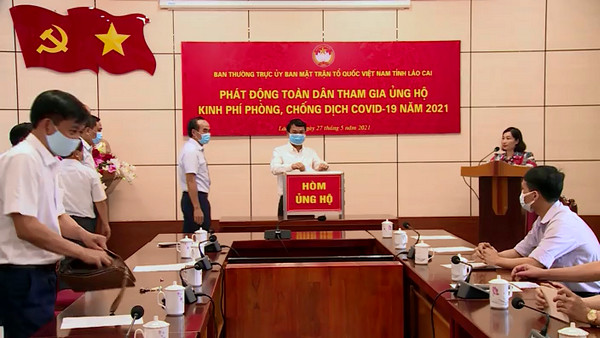 BAN THƯỜNG TRỰC ỦY BAN MẶT TRẬN TỔ QUỐC VIỆT NAM TỈNH LÀO CAI
PHÁT ĐỘNG TOÀN DÂN THAM GIA ỦNG HỘ
KINH PHÍ PHÒNG, CHỐNG DỊCH COVID-19 NĂM 2021
ngày 27 tháng 5 năm 2021
HÒM
ỦNG HỘ